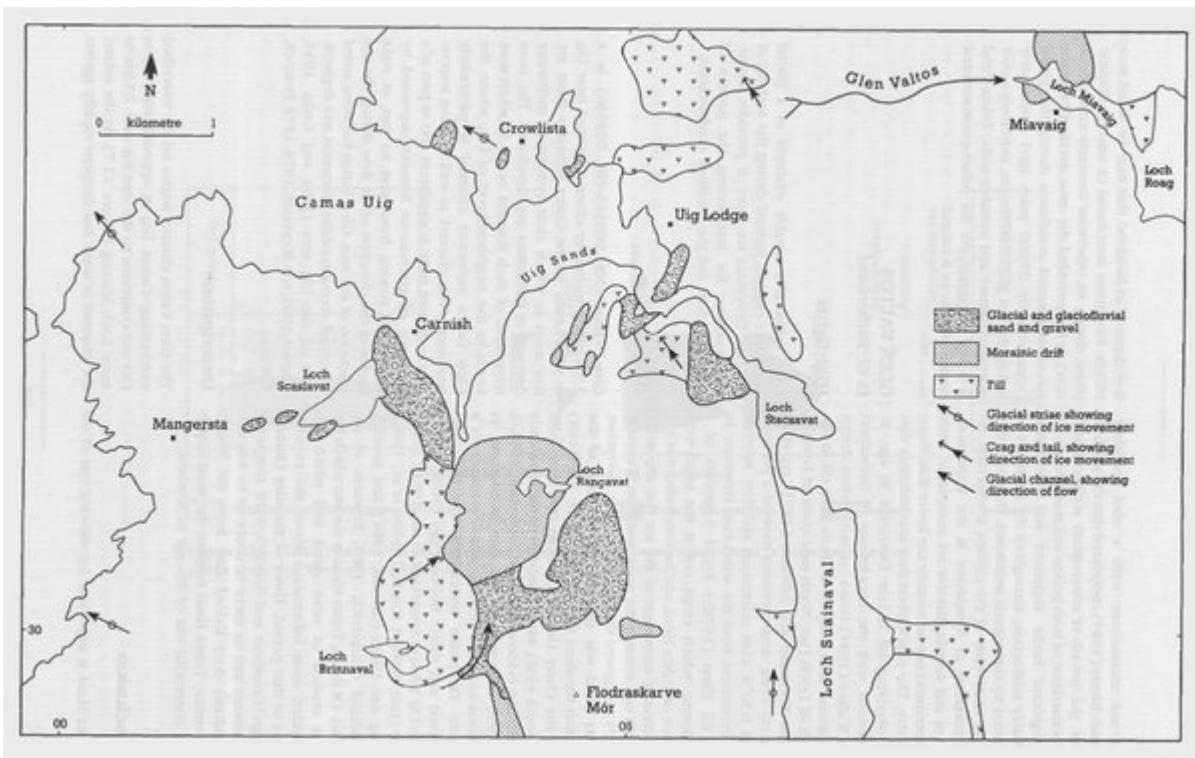 N
0 kilometre 1
Crowlista
Camas Uig
Glen Valtos
Loch Miavaig
Miavaig
Loch
Roag
Uig Lodge
Uig Sands
Carnish
Loch
Scaslavat
Mangersta
Loch
Stacsavat
Loch
Rangavat
Loch
Brinnaval
Loch Suainaval
Flodraskarve
Mór
30
00
05
Glacial and glaciofluvial
sand and gravel
Morainic drift
Till
Glacial striae showing
direction of ice movement
Crag and tail, showing
direction of ice movement
Glacial channel, showing
direction of flow